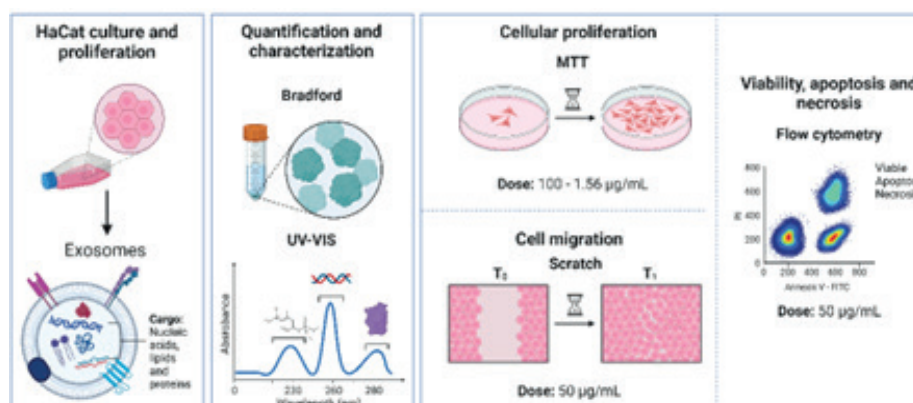 HaCat culture and
proliferation
Exosomes
Cargo:
Nucleic
acids,
lipids
and
proteins
Quantification and
characterization
Bradford
UV-VIS
Absorbance
230 260 280
Cellular proliferation
MTT
Dose: 100 - 1.56 µg/mL
Cell migration
Scratch
T₀ T₁
Dose: 50 µg/mL
Viability, apoptosis and
necrosis
Flow cytometry
Viable
Apopto
Necrosi
800
600
400
200
0
PI
0 200 400 600 800
Annexin V - FITC
Dose: 50 µg/mL